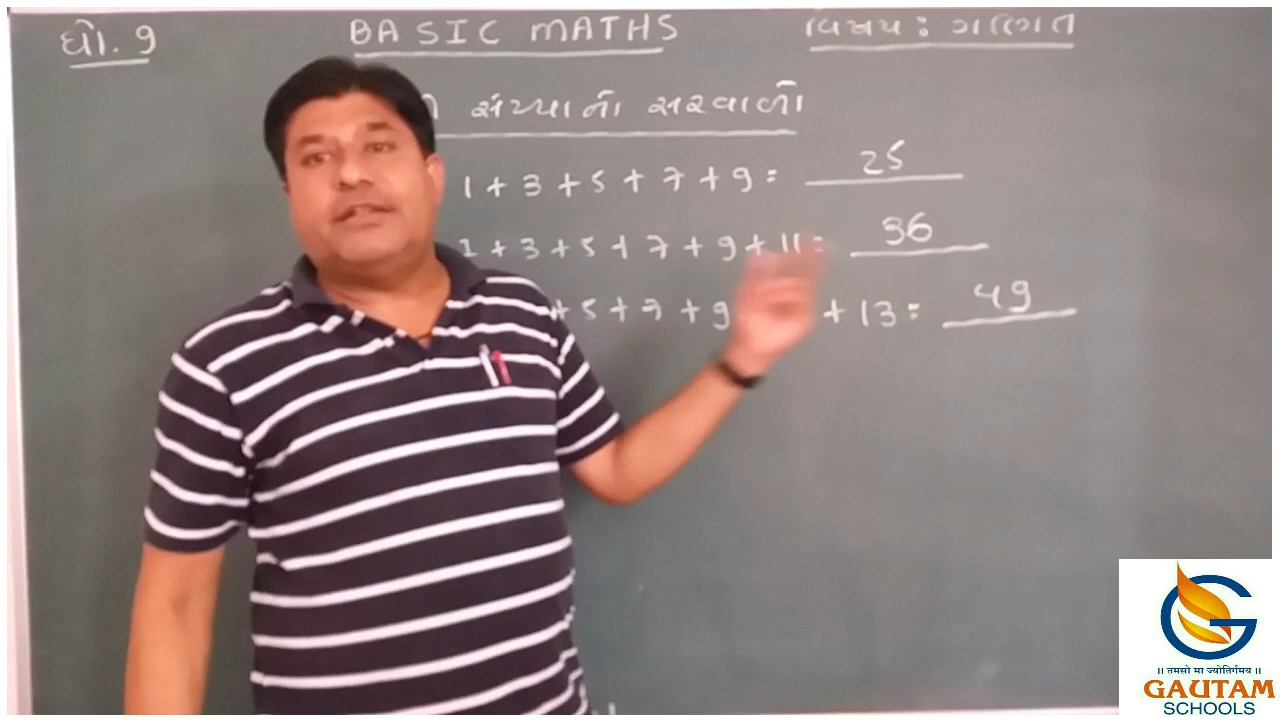 ધો. 9 BASIC MATHS વિષય : ગણિત
સંખ્યાનો સરવાળો
1 + 3 + 5 + 7 + 9 = 25
1 + 3 + 5 + 7 + 9 + 11 = 36
+ 5 + 7 + 9 + 13 = 49
॥ तमसो मा ज्योतिर्गमय ॥
GAUTAM
SCHOOLS